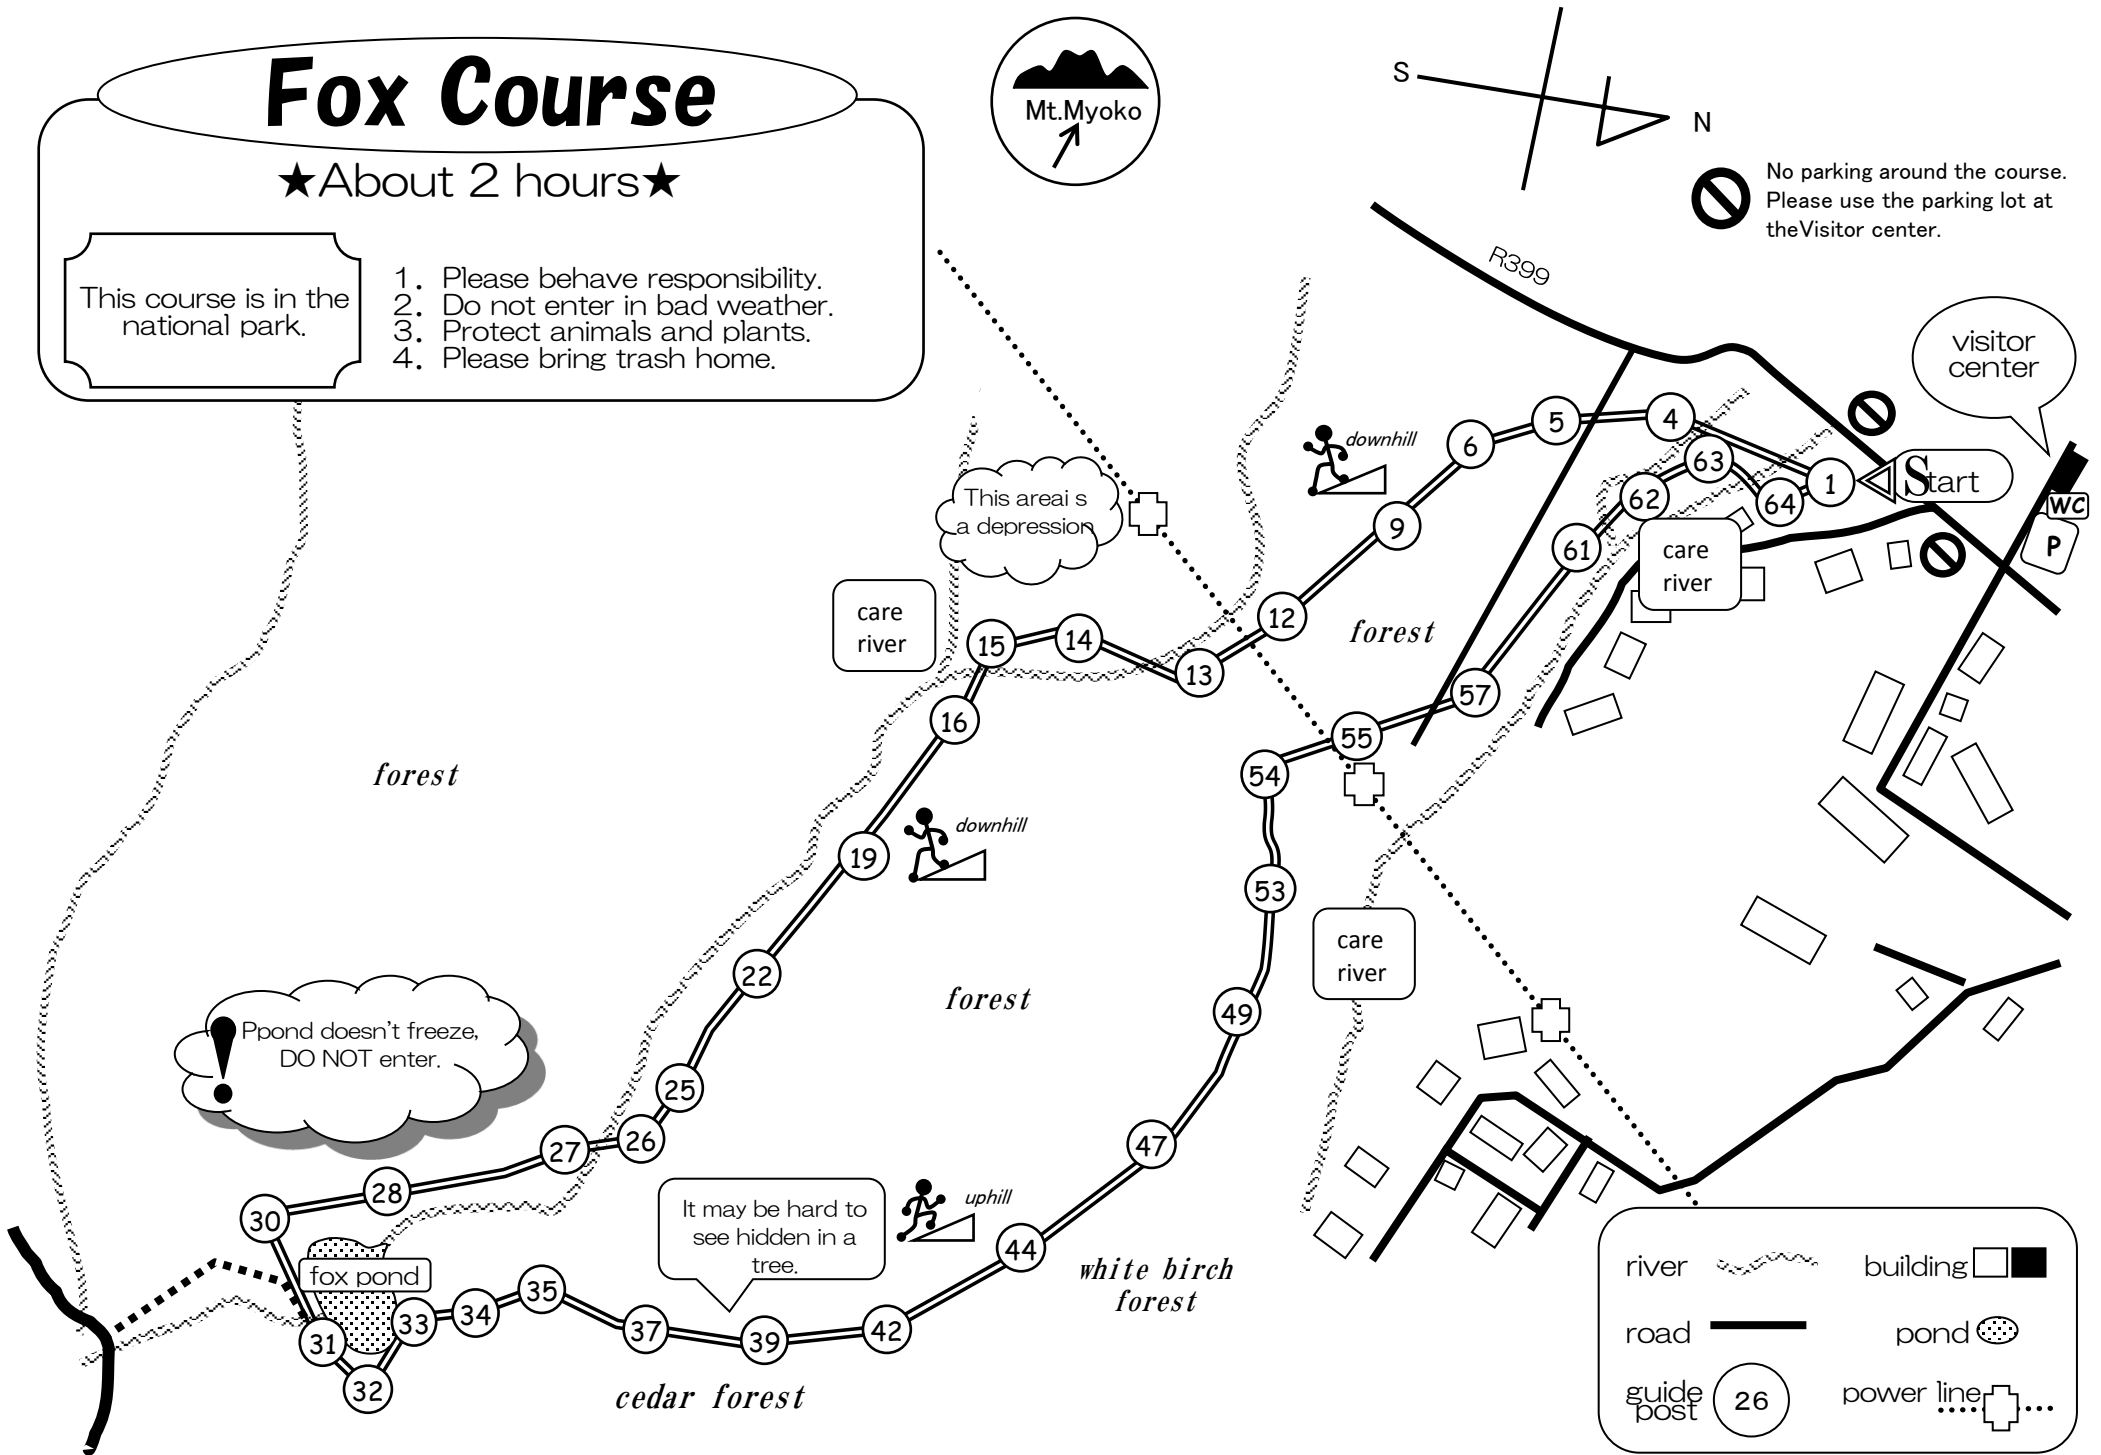 Fox Course
★About 2 hours★
This course is in the
national park.
1. Please behave responsibility.
2. Do not enter in bad weather.
3. Protect animals and plants.
4. Please bring trash home.
Mt.Myoko
S
N
No parking around the course.
Please use the parking lot at
theVisitor center.
R399
visitor
center
Start
WC
P
1
4
5
6
9
12
13
14
15
16
19
22
25
26
27
28
30
31
32
33
34
35
37
39
42
44
47
49
53
54
55
57
61
62
63
64
downhill
This areai s
a depression
care
river
care
river
forest
forest
downhill
forest
care
river
Ppond doesn't freeze,
DO NOT enter.
fox pond
It may be hard to
see hidden in a
tree.
uphill
white birch
forest
cedar forest
river
building
road
pond
guide
post
26
power line